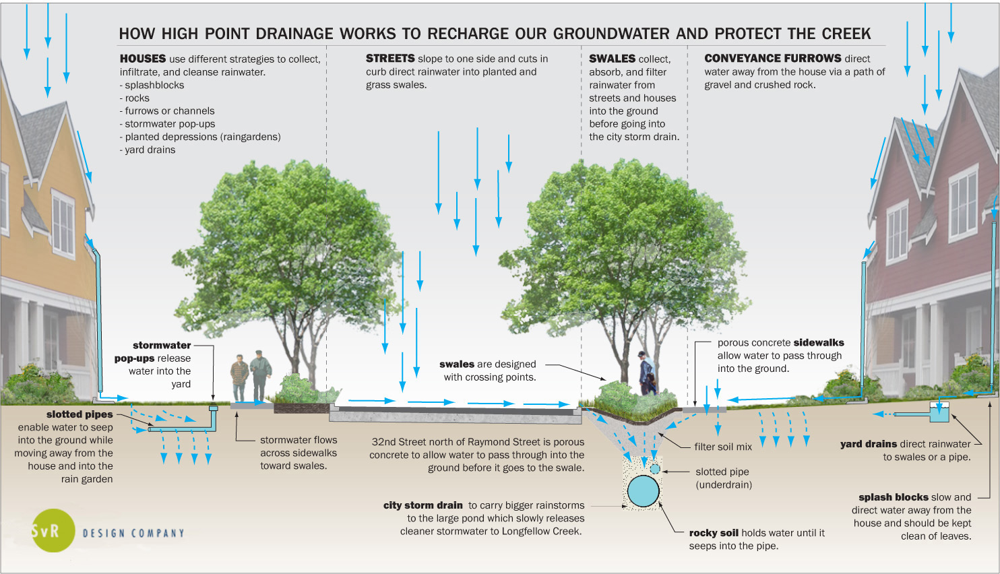 HOW HIGH POINT DRAINAGE WORKS TO RECHARGE OUR GROUNDWATER AND PROTECT THE CREEK
HOUSES use different strategies to collect,
infiltrate, and cleanse rainwater.
- splashblocks
- rocks
- furrows or channels
- stormwater pop-ups
- planted depressions (raingardens)
- yard drains
STREETS slope to one side and cuts in
curb direct rainwater into planted and
grass swales.
SWALES collect,
absorb, and filter
rainwater from
streets and houses
into the ground
before going into
the city storm drain.
CONVEYANCE FURROWS direct
water away from the house via a path of
gravel and crushed rock.
stormwater
pop-ups release
water into the
yard
swales are designed
with crossing points.
porous concrete sidewalks
allow water to pass through
into the ground.
slotted pipes
enable water to seep
into the ground while
moving away from the
house and into the
rain garden
stormwater flows
across sidewalks
toward swales.
32nd Street north of Raymond Street is porous
concrete to allow water to pass through into the
ground before it goes to the swale.
filter soil mix
slotted pipe
(underdrain)
yard drains direct rainwater
to swales or a pipe.
city storm drain to carry bigger rainstorms
to the large pond which slowly releases
cleaner stormwater to Longfellow Creek.
rocky soil holds water until it
seeps into the pipe.
splash blocks slow and
direct water away from the
house and should be kept
clean of leaves.
SvR DESIGN COMPANY